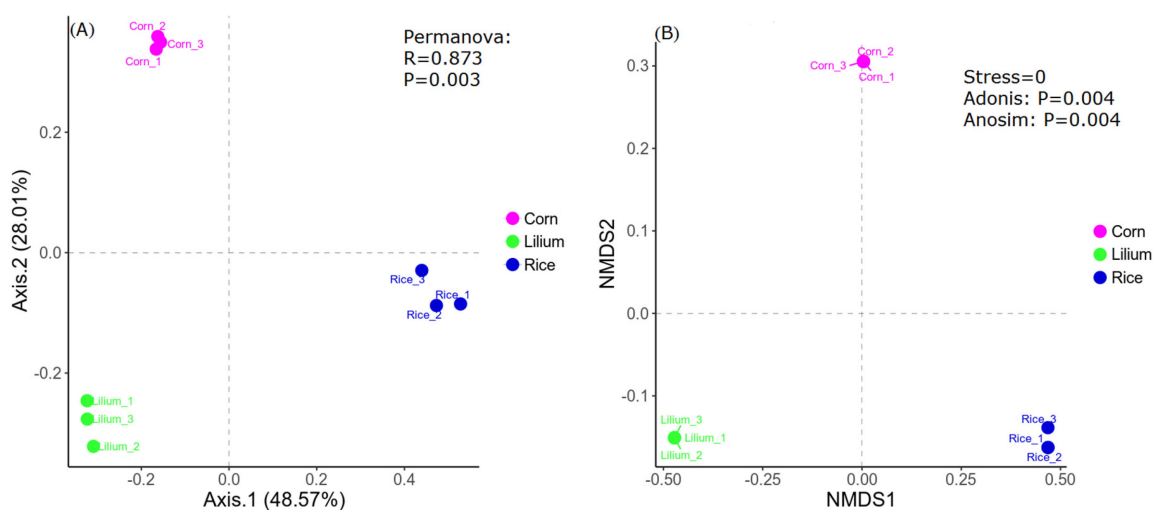 (A)
Corn_2
Corn_3
Corn_1
Permanova:
R=0.873
P=0.003
0.2
0.0
-0.2
Axis.2 (28.01%)
Rice_3
Rice_1
Rice_2
Lilium_1
Lilium_3
Lilium_2
-0.2
0.0
0.2
0.4
Axis.1 (48.57%)
Corn
Lilium
Rice
(B)
Corn_2
Corn_3
Corn_1
Stress=0
Adonis: P=0.004
Anosim: P=0.004
0.3
0.2
0.1
0.0
-0.1
NMDS2
Lilium_3
Lilium_1
Lilium_2
Rice_3
Rice_1
Rice_2
-0.50
-0.25
0.00
0.25
0.50
NMDS1
Corn
Lilium
Rice